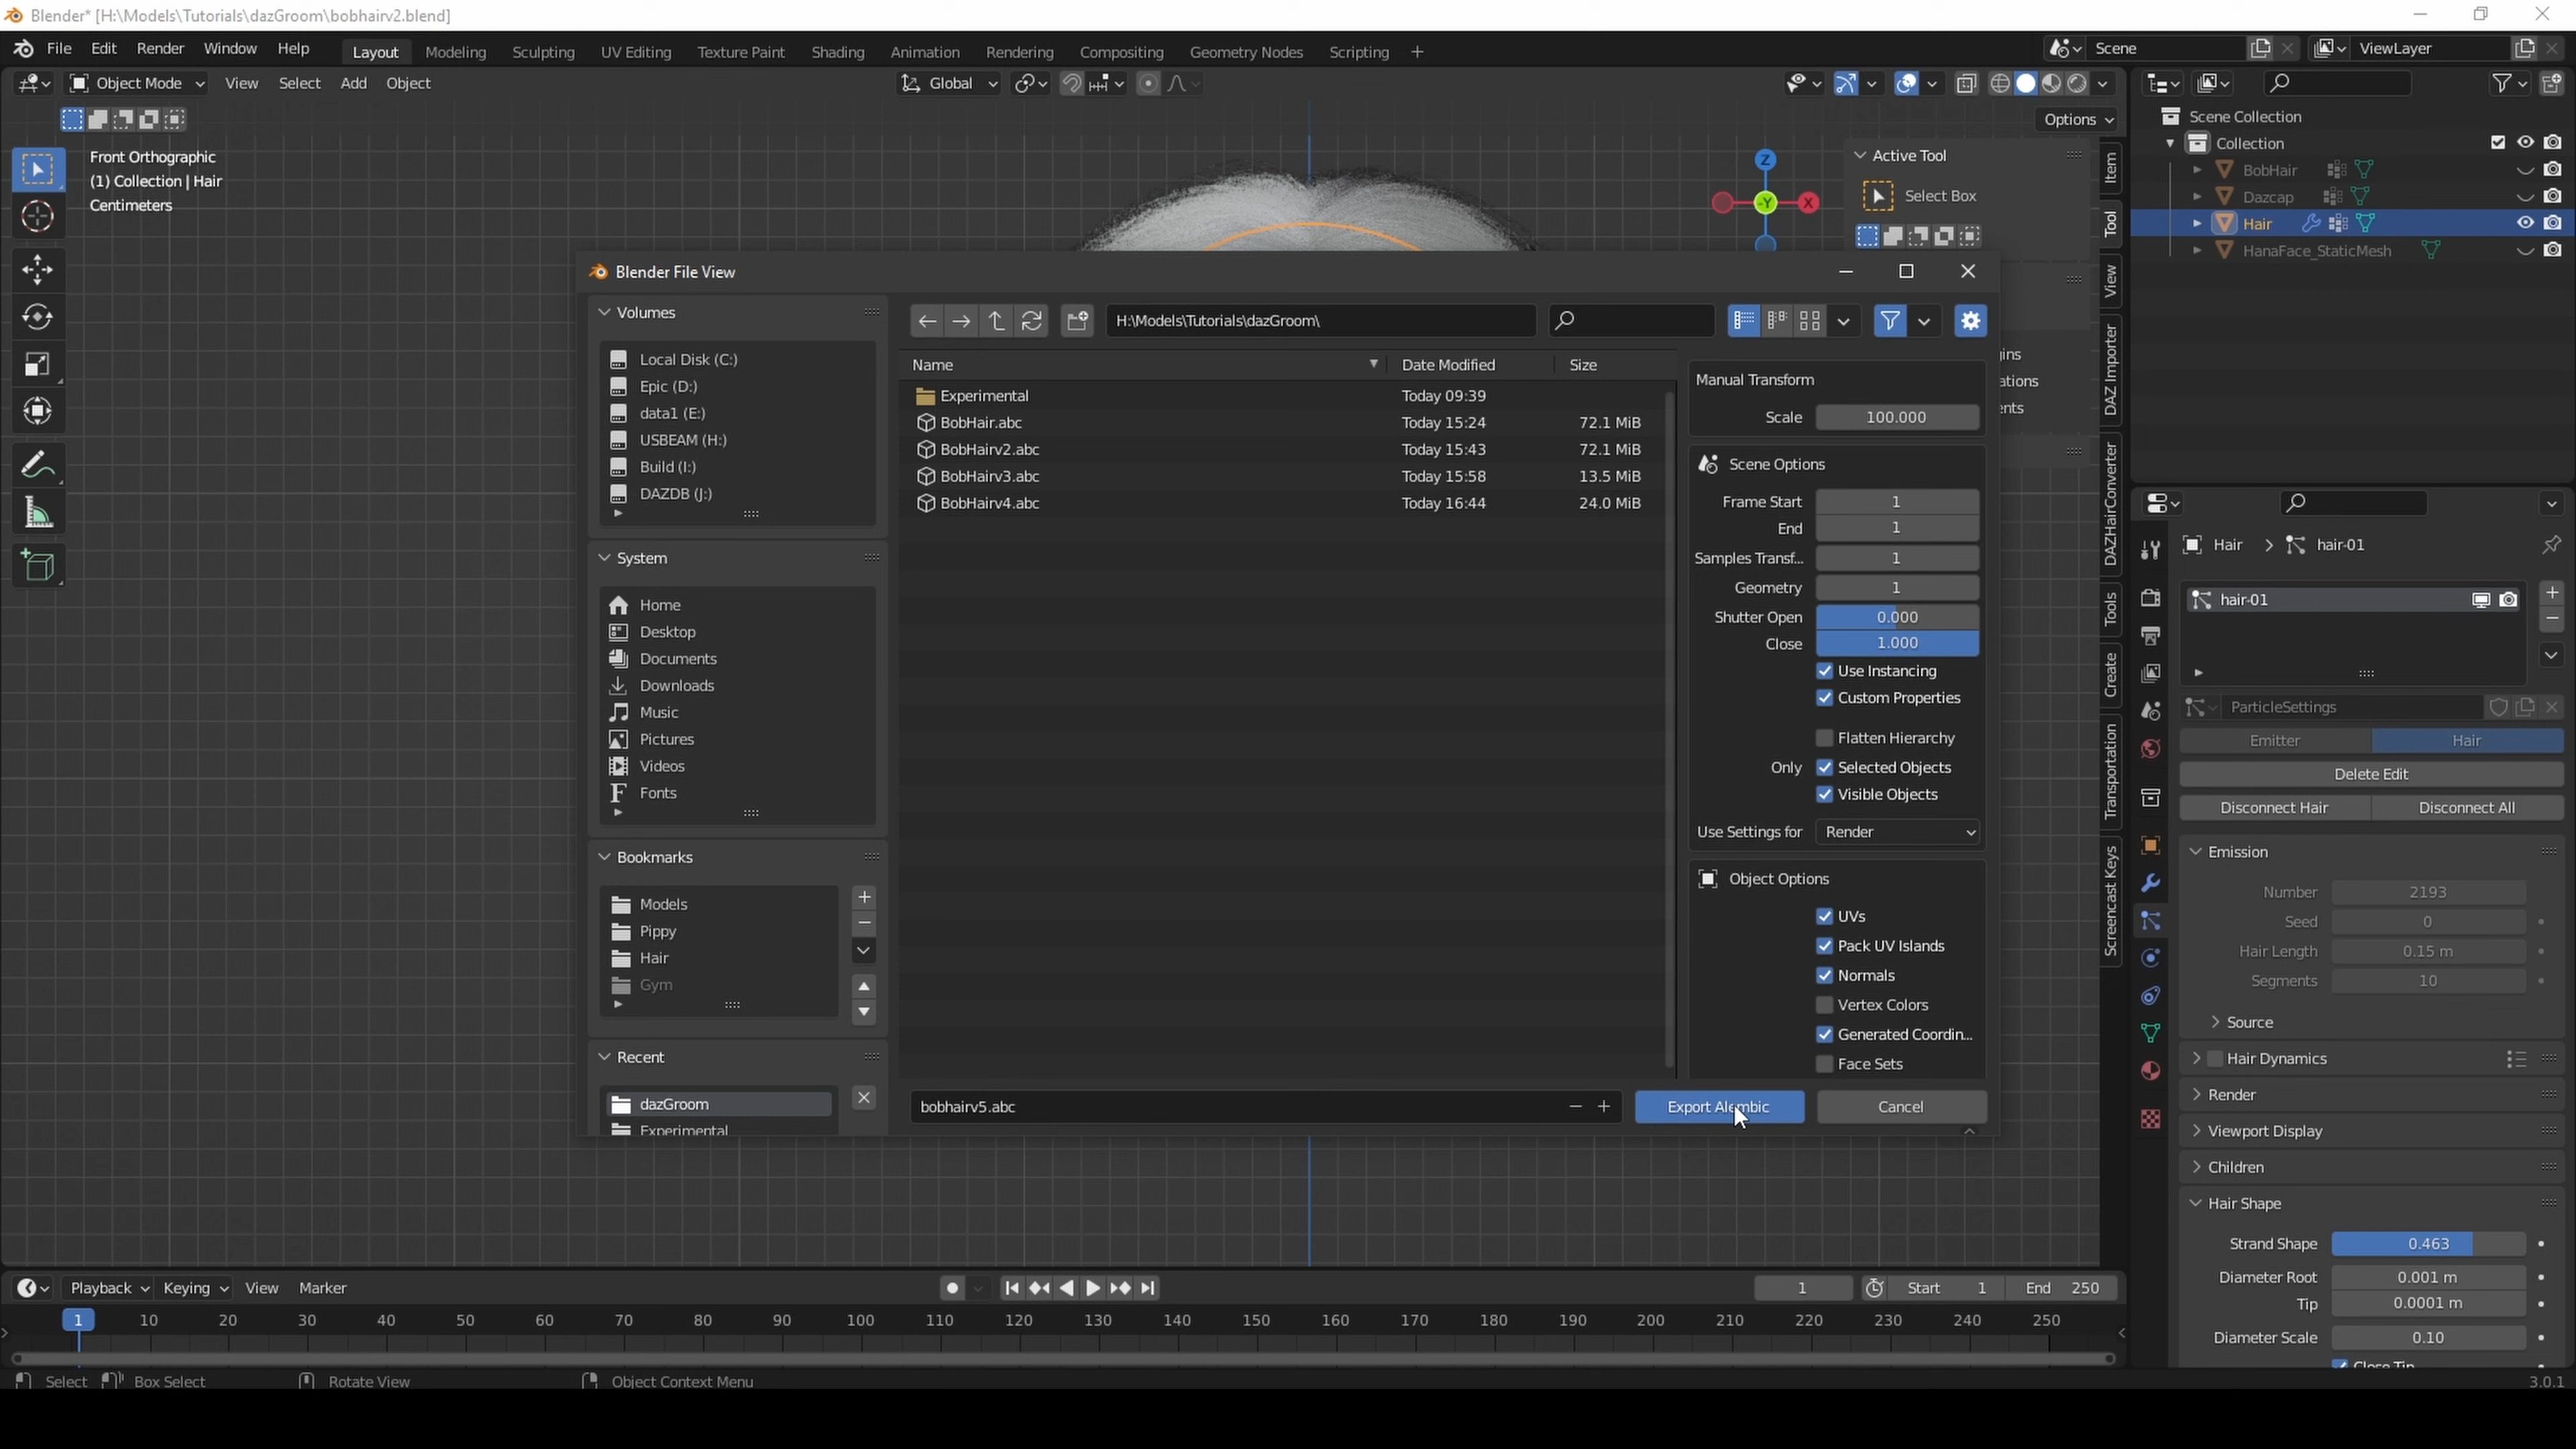 Blender* [H:\Models\Tutorials\dazGroom\bobhairv2.blend]
File Edit Render Window Help Layout Modeling Sculpting UV Editing Texture Paint Shading Animation Rendering Compositing Geometry Nodes Scripting + Scene ViewLayer
Object Mode View Select Add Object Global
Options
Front Orthographic
(1) Collection | Hair
Centimeters
Z
-Y
X
Active Tool
Select Box
Item
Tool
View
DAZ Importer
DAZHairConverter
Tools
Create
Transportation
Screencast Keys
Scene Collection
Collection
BobHair
Dazcap
Hair
HanaFace_StaticMesh
Blender File View
Volumes
Local Disk (C:)
Epic (D:)
data1 (E:)
USBEAM (H:)
Build (I:)
DAZDB (J:)
System
Home
Desktop
Documents
Downloads
Music
Pictures
Videos
Fonts
Bookmarks
Models
Pippy
Hair
Gym
Recent
dazGroom
Experimental
H:\Models\Tutorials\dazGroom\
Name Date Modified Size
Experimental Today 09:39
BobHair.abc Today 15:24 72.1 MiB
BobHairv2.abc Today 15:43 72.1 MiB
BobHairv3.abc Today 15:58 13.5 MiB
BobHairv4.abc Today 16:44 24.0 MiB
Manual Transform
Scale 100.000
Scene Options
Frame Start 1
End 1
Samples Transf... 1
Geometry 1
Shutter Open 0.000
Close 1.000
Use Instancing
Custom Properties
Flatten Hierarchy
Only Selected Objects
Visible Objects
Use Settings for Render
Object Options
UVs
Pack UV Islands
Normals
Vertex Colors
Generated Coordin...
Face Sets
bobhairv5.abc
Export Alembic
Cancel
Hair > hair-01
hair-01
ParticleSettings
Emitter Hair
Delete Edit
Disconnect Hair Disconnect All
Emission
Number 2193
Seed 0
Hair Length 0.15 m
Segments 10
Source
Hair Dynamics
Render
Viewport Display
Children
Hair Shape
Strand Shape 0.463
Diameter Root 0.001 m
Tip 0.0001 m
Diameter Scale 0.10
Close Tip
Playback Keying View Marker 1 Start 1 End 250
1 10 20 30 40 50 60 70 80 90 100 110 120 130 140 150 160 170 180 190 200 210 220 230 240 250
Select Box Select Rotate View Object Context Menu 3.0.1